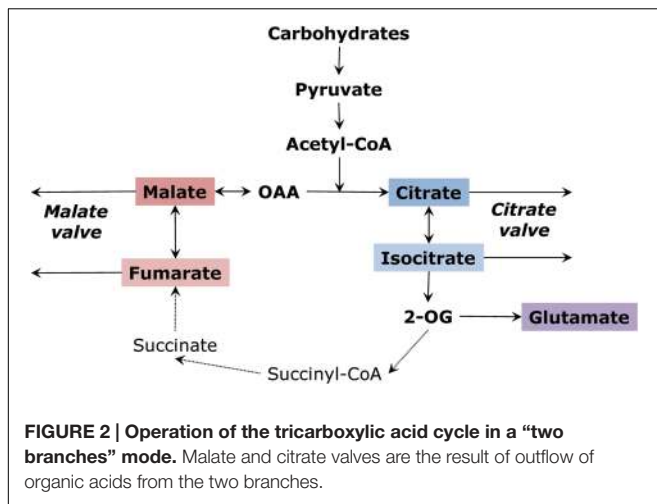 Carbohydrates
Pyruvate
Acetyl-CoA
Malate
OAA
Citrate
Malate
valve
Citrate
valve
Fumarate
Isocitrate
2-OG
Glutamate
Succinate
Succinyl-CoA
FIGURE 2 | Operation of the tricarboxylic acid cycle in a “two
branches” mode. Malate and citrate valves are the result of outflow of
organic acids from the two branches.